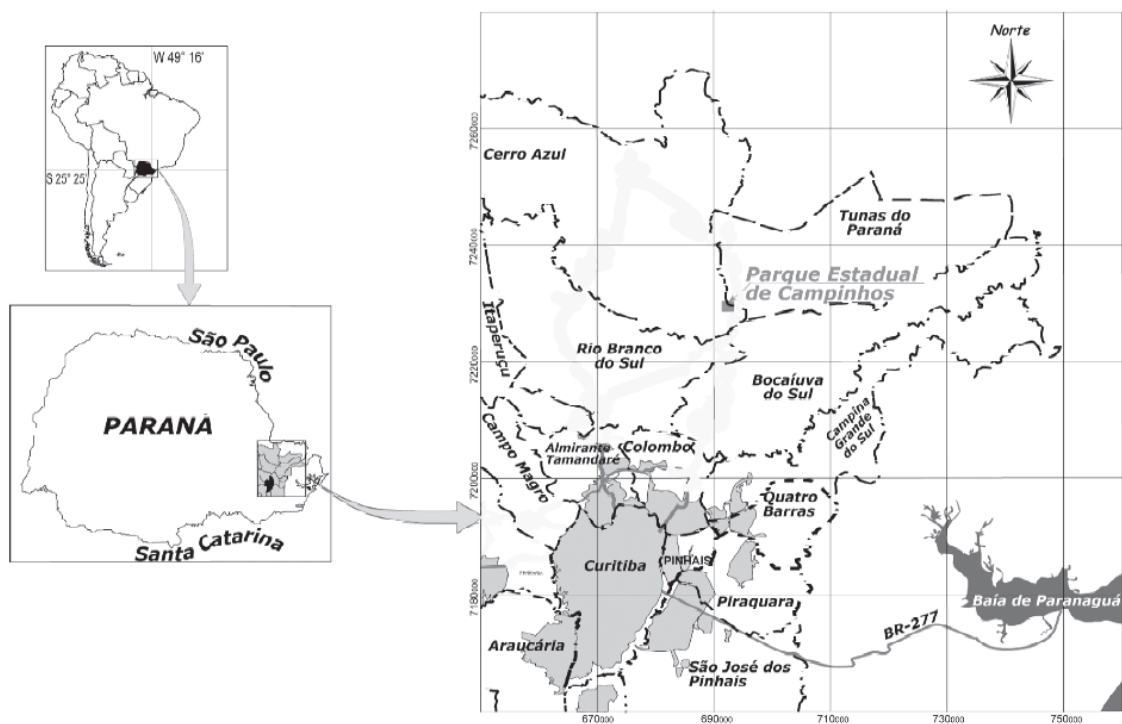 W 49° 16'
S 25° 25'
São Paulo
PARANÁ
Santa Catarina
Norte
7260000
7240000
7220000
7200000
7180000
Cerro Azul
Tunas do
Paraná
Parque Estadual
de Campinhos
Itaperuçu
Rio Branco
do Sul
Bocaíuva
do Sul
Campina
Grande
do Sul
Campo Magro
Almirante
Tamandaré
Colombo
Quatro
Barras
Curitiba
PINHAIS
Piraquara
Baía de Paranaguá
BR-277
Araucária
São José dos
Pinhais
670000
690000
710000
730000
750000